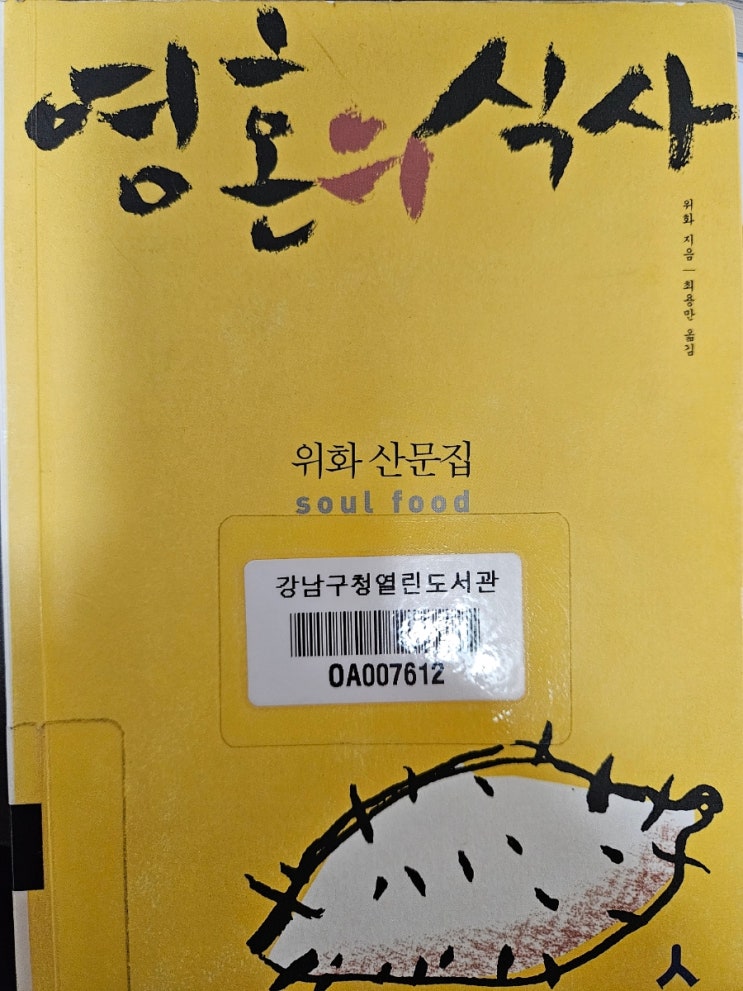 영혼의 식사
위화 지음 | 최용만 옮김
위화 산문집
soul food
강남구청열린도서관
OA007612